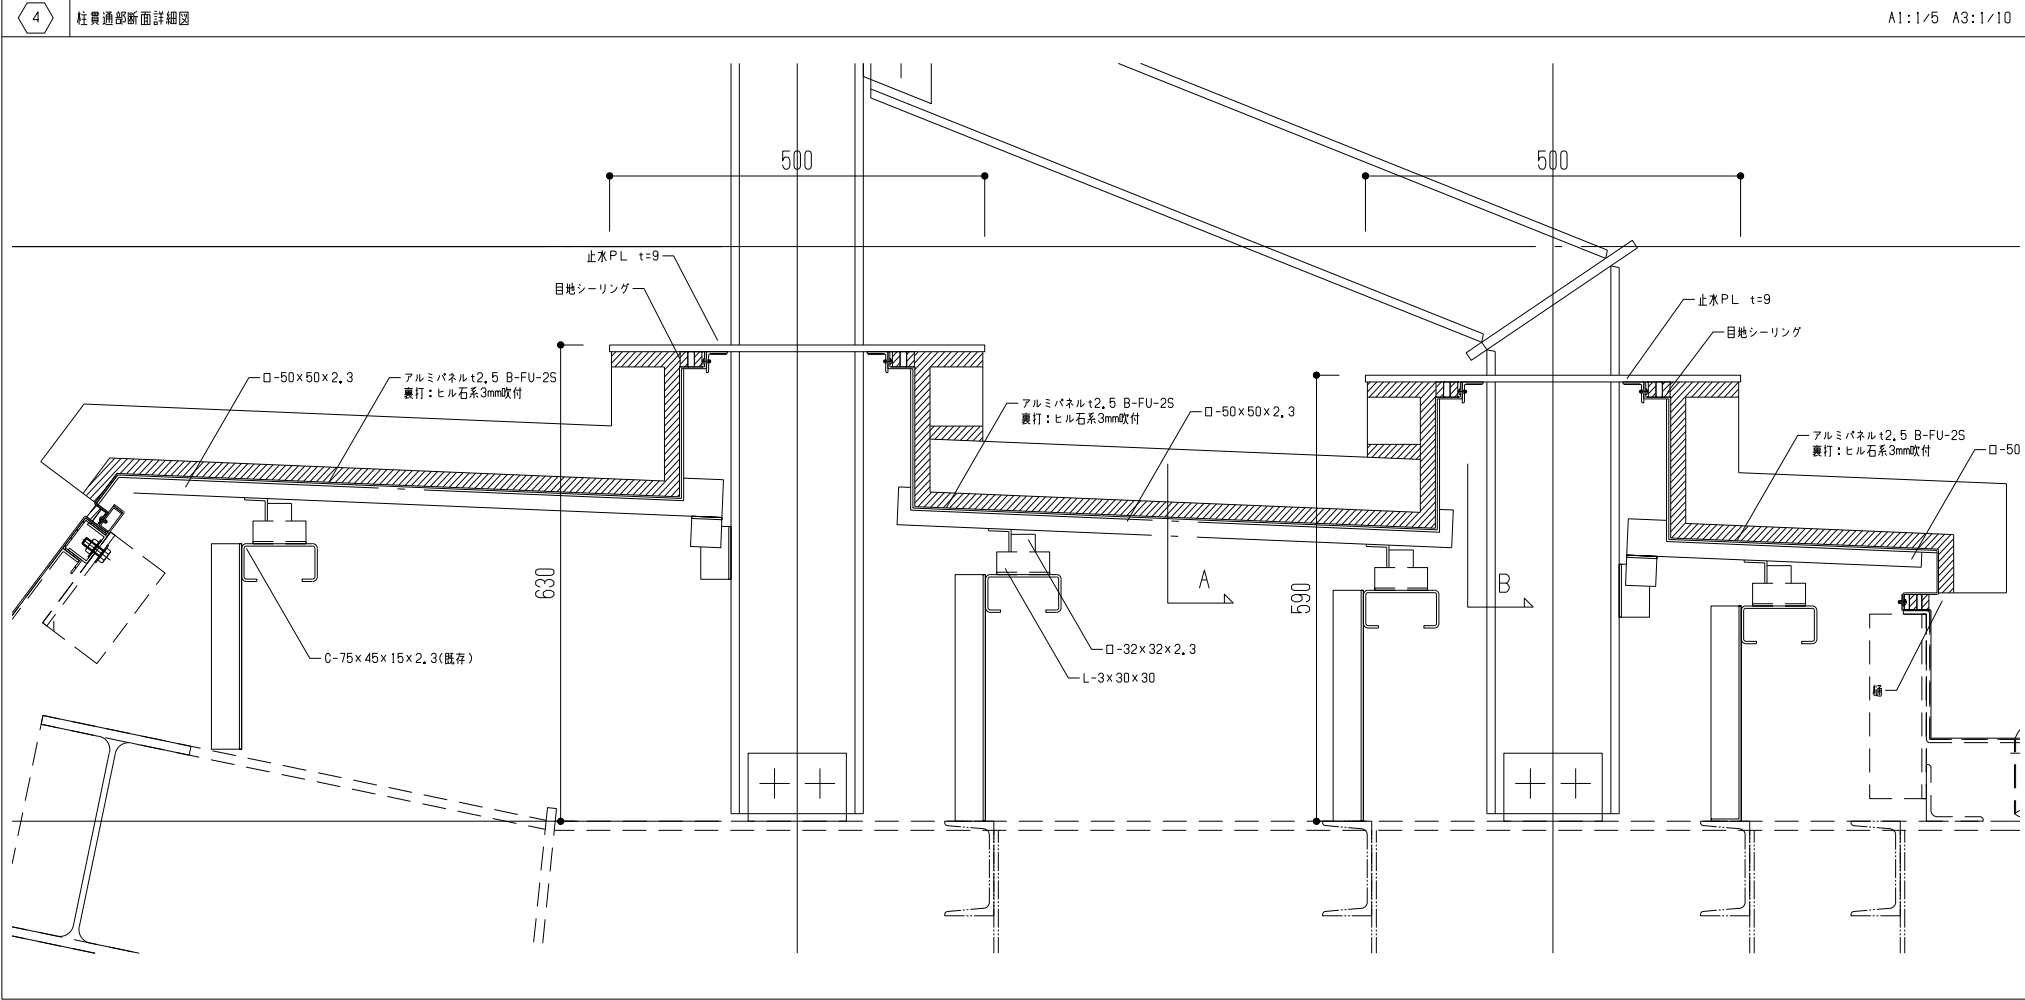 4
柱貫通部断面詳細図
A1:1/5 A3:1/10
500
500
止水PL t=9
目地シーリング
止水PL t=9
目地シーリング
ロ-50×50×2.3
アルミパネルt2.5 B-FU-2S
裏打：ヒル石系3mm吹付
アルミパネルt2.5 B-FU-2S
裏打：ヒル石系3mm吹付
ロ-50×50×2.3
アルミパネルt2.5 B-FU-2S
裏打：ヒル石系3mm吹付
ロ-50
630
590
A
B
C-75×45×15×2.3(既存)
ロ-32×32×2.3
L-3×30×30
樋